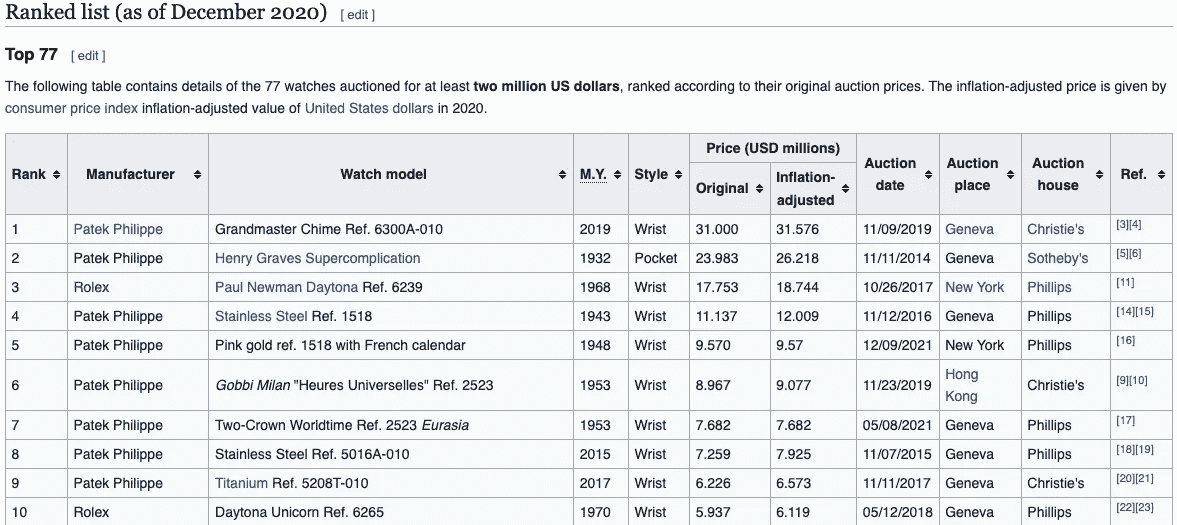 Ranked list (as of December 2020) [ edit ]
Top 77 [ edit ]
The following table contains details of the 77 watches auctioned for at least two million US dollars, ranked according to their original auction prices. The inflation-adjusted price is given by
consumer price index inflation-adjusted value of United States dollars in 2020.
Rank Manufacturer Watch model M.Y. Style Price (USD millions) Auction date Auction place Auction house Ref.
Original Inflation-adjusted
1 Patek Philippe Grandmaster Chime Ref. 6300A-010 2019 Wrist 31.000 31.576 11/09/2019 Geneva Christie's [3][4]
2 Patek Philippe Henry Graves Supercomplication 1932 Pocket 23.983 26.218 11/11/2014 Geneva Sotheby's [5][6]
3 Rolex Paul Newman Daytona Ref. 6239 1968 Wrist 17.753 18.744 10/26/2017 New York Phillips [11]
4 Patek Philippe Stainless Steel Ref. 1518 1943 Wrist 11.137 12.009 11/12/2016 Geneva Phillips [14][15]
5 Patek Philippe Pink gold ref. 1518 with French calendar 1948 Wrist 9.570 9.57 12/09/2021 New York Phillips [16]
6 Patek Philippe Gobbi Milan "Heures Universelles" Ref. 2523 1953 Wrist 8.967 9.077 11/23/2019 Hong Kong Christie's [9][10]
7 Patek Philippe Two-Crown Worldtime Ref. 2523 Eurasia 1953 Wrist 7.682 7.682 05/08/2021 Geneva Phillips [17]
8 Patek Philippe Stainless Steel Ref. 5016A-010 2015 Wrist 7.259 7.925 11/07/2015 Geneva Phillips [18][19]
9 Patek Philippe Titanium Ref. 5208T-010 2017 Wrist 6.226 6.573 11/11/2017 Geneva Christie's [20][21]
10 Rolex Daytona Unicorn Ref. 6265 1970 Wrist 5.937 6.119 05/12/2018 Geneva Phillips [22][23]